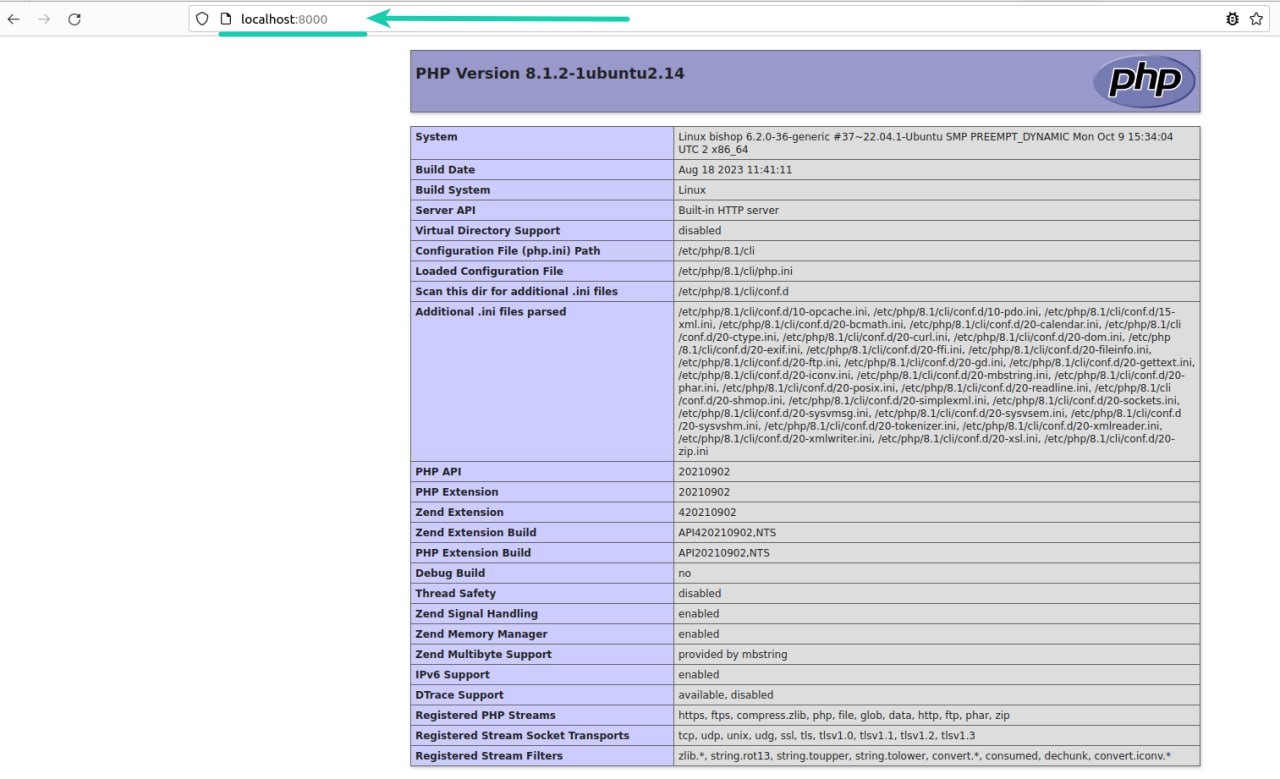 localhost:8000
PHP Version 8.1.2-1ubuntu2.14
php
System
Linux bishop 6.2.0-36-generic #37~22.04.1-Ubuntu SMP PREEMPT_DYNAMIC Mon Oct 9 15:34:04
UTC 2 x86_64
Build Date Aug 18 2023 11:41:11
Build System Linux
Server API Built-in HTTP server
Virtual Directory Support disabled
Configuration File (php.ini) Path /etc/php/8.1/cli
Loaded Configuration File /etc/php/8.1/cli/php.ini
Scan this dir for additional .ini files /etc/php/8.1/cli/conf.d
Additional .ini files parsed /etc/php/8.1/cli/conf.d/10-opcache.ini, /etc/php/8.1/cli/conf.d/10-pdo.ini, /etc/php/8.1/cli/conf.d/15-
xml.ini, /etc/php/8.1/cli/conf.d/20-bcmath.ini, /etc/php/8.1/cli/conf.d/20-calendar.ini, /etc/php/8.1/cli
/conf.d/20-ctype.ini, /etc/php/8.1/cli/conf.d/20-curl.ini, /etc/php/8.1/cli/conf.d/20-dom.ini, /etc/php
/8.1/cli/conf.d/20-exif.ini, /etc/php/8.1/cli/conf.d/20-ffi.ini, /etc/php/8.1/cli/conf.d/20-fileinfo.ini,
/etc/php/8.1/cli/conf.d/20-ftp.ini, /etc/php/8.1/cli/conf.d/20-gd.ini, /etc/php/8.1/cli/conf.d/20-gettext.ini,
/etc/php/8.1/cli/conf.d/20-iconv.ini, /etc/php/8.1/cli/conf.d/20-mbstring.ini, /etc/php/8.1/cli/conf.d/20-
phar.ini, /etc/php/8.1/cli/conf.d/20-posix.ini, /etc/php/8.1/cli/conf.d/20-readline.ini, /etc/php/8.1/cli
/conf.d/20-shmop.ini, /etc/php/8.1/cli/conf.d/20-simplexml.ini, /etc/php/8.1/cli/conf.d/20-sockets.ini,
/etc/php/8.1/cli/conf.d/20-sysvmsg.ini, /etc/php/8.1/cli/conf.d/20-sysvsem.ini, /etc/php/8.1/cli/conf.d
/20-sysvshm.ini, /etc/php/8.1/cli/conf.d/20-tokenizer.ini, /etc/php/8.1/cli/conf.d/20-xmlreader.ini,
/etc/php/8.1/cli/conf.d/20-xmlwriter.ini, /etc/php/8.1/cli/conf.d/20-xsl.ini, /etc/php/8.1/cli/conf.d/20-
zip.ini
PHP API 20210902
PHP Extension 20210902
Zend Extension 420210902
Zend Extension Build API420210902,NTS
PHP Extension Build API20210902,NTS
Debug Build no
Thread Safety disabled
Zend Signal Handling enabled
Zend Memory Manager enabled
Zend Multibyte Support provided by mbstring
IPv6 Support enabled
DTrace Support available, disabled
Registered PHP Streams https, ftps, compress.zlib, php, file, glob, data, http, ftp, phar, zip
Registered Stream Socket Transports tcp, udp, unix, udg, ssl, tls, tlsv1.0, tlsv1.1, tlsv1.2, tlsv1.3
Registered Stream Filters zlib.*, string.rot13, string.toupper, string.tolower, convert.*, consumed, dechunk, convert.iconv.*